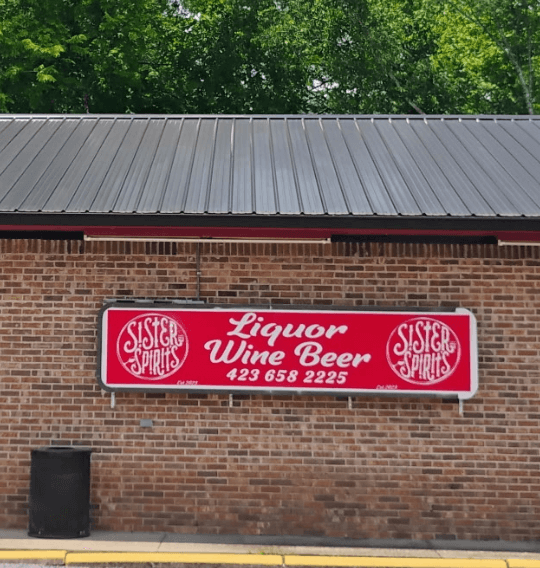 SISTER
SPIRITS
Liquor
Wine Beer
423 658 2225
SISTER
SPIRITS